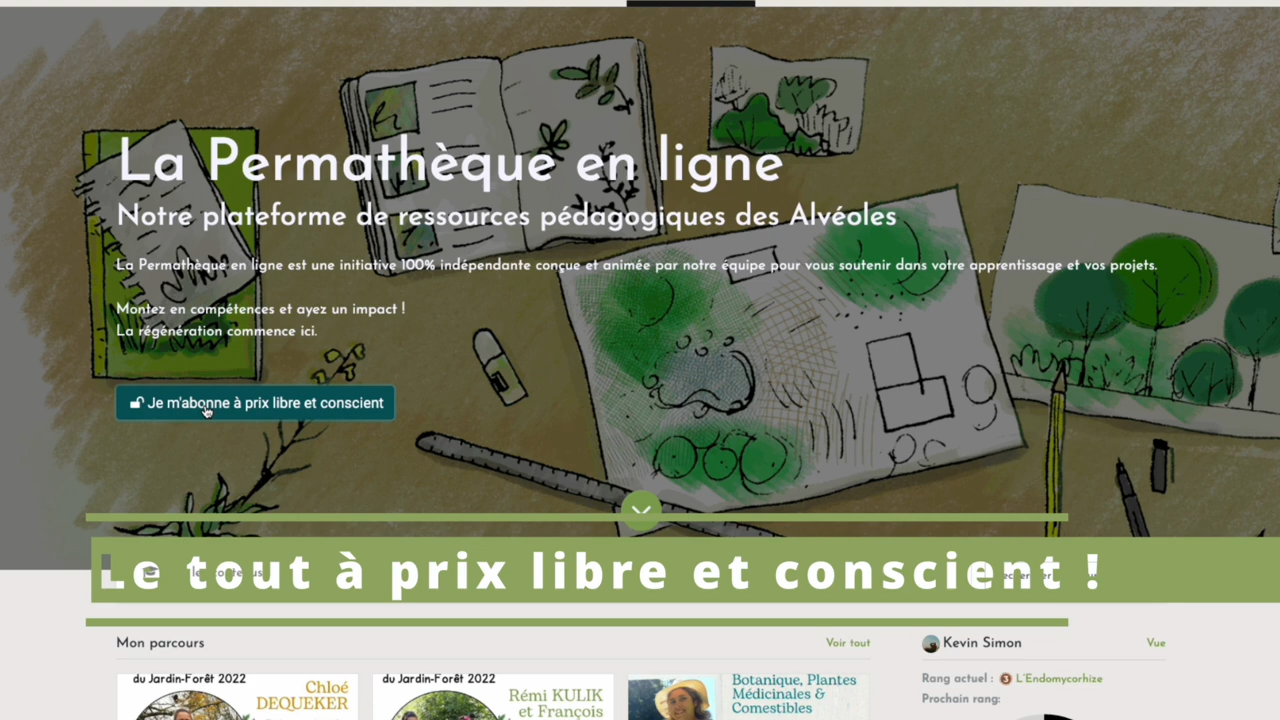 La Permathèque en ligne
Notre plateforme de ressources pédagogiques des Alvéoles
La Permathèque en ligne est une initiative 100% indépendante conçue et animée par notre équipe pour vous soutenir dans votre apprentissage et vos projets.
Montez en compétences et ayez un impact !
La régénération commence ici.
Je m'abonne à prix libre et conscient
Le tout à prix libre et conscient !
Mon parcours
Voir tout
Kevin Simon
Vue
du Jardin-Forêt 2022
Chloé
DEQUEKER
du Jardin-Forêt 2022
Rémi KULIK
et François
Botanique, Plantes
Médicinales &
Comestibles
Rang actuel : 3 L'Endomycorhize
Prochain rang: